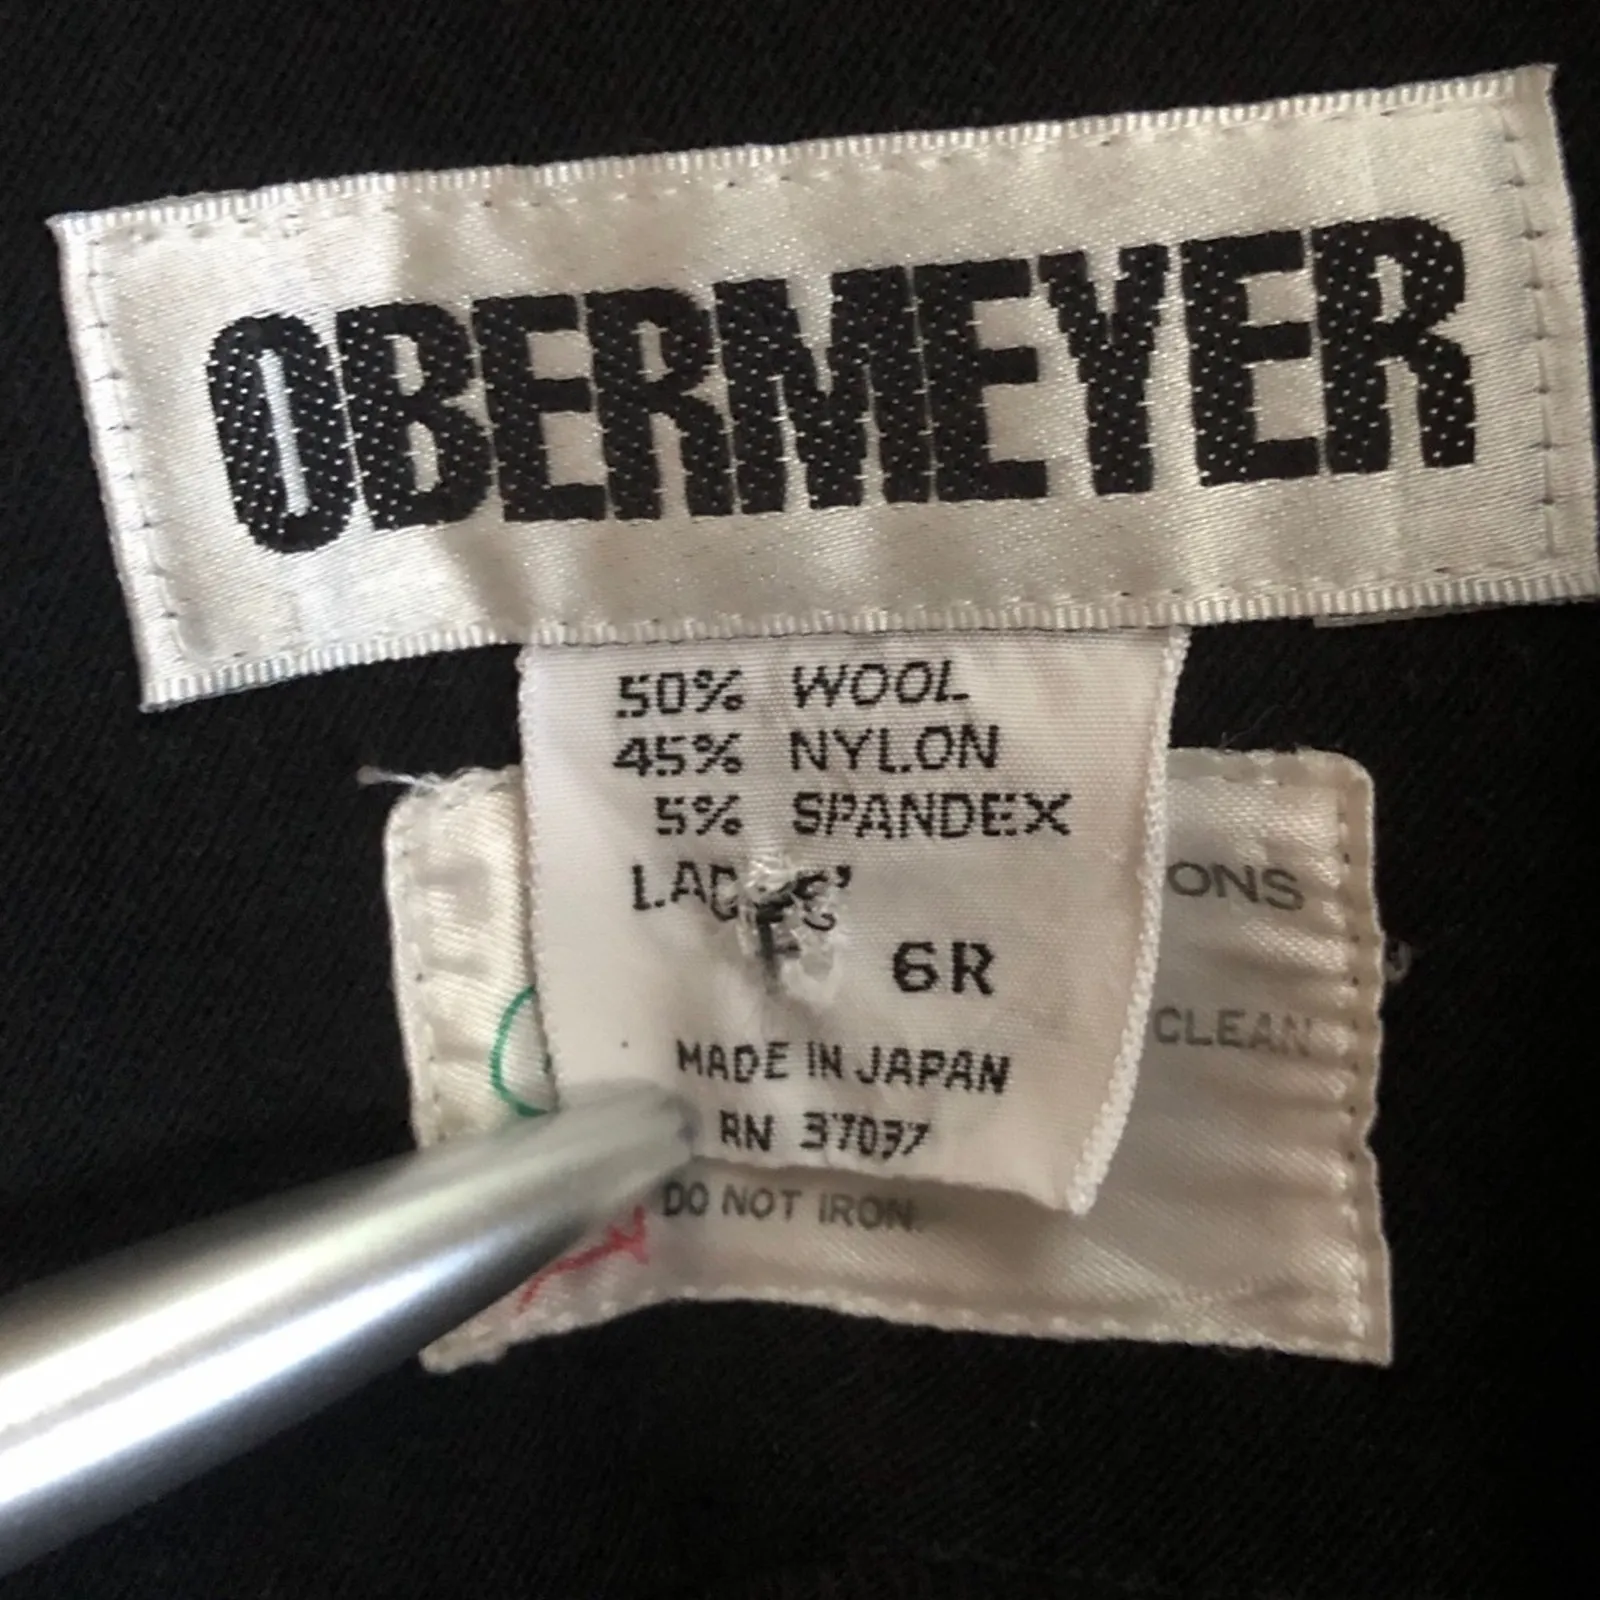 OBERMEYER
50% WOOL
45% NYLON
5% SPANDEX
6R
MADE IN JAPAN
RN 37037
ONS
CLEAN
DO NOT IRON.